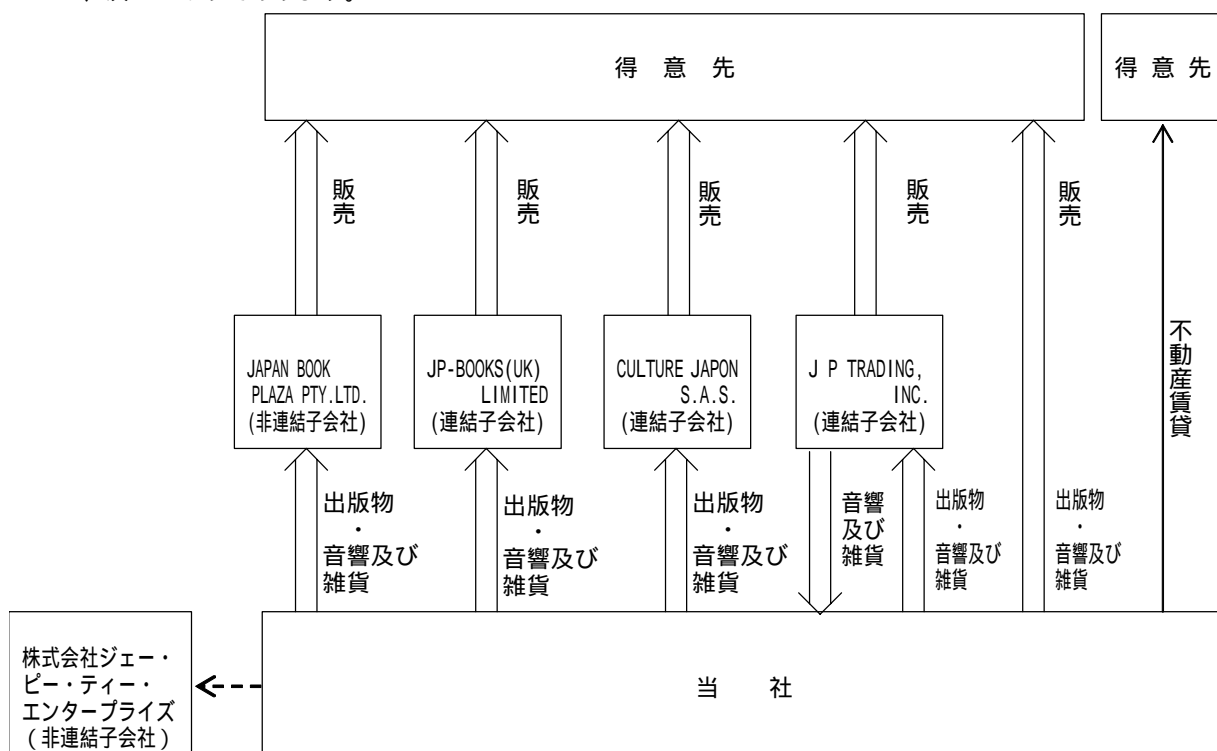 得 意 先
得 意 先
販売
販売
販売
販売
販売
不動産賃貸
JAPAN BOOK
PLAZA PTY.LTD.
(非連結子会社)
JP-BOOKS(UK)
LIMITED
(連結子会社)
CULTURE JAPON
S.A.S.
(連結子会社)
J P TRADING,
INC.
(連結子会社)
出版物
・
音響及び
雑貨
出版物
・
音響及び
雑貨
出版物
・
音響及び
雑貨
音響
及び
雑貨
出版物
・
音響及び
雑貨
出版物
・
音響及び
雑貨
株式会社ジェー・
ピー・ティー・
エンタープライズ
(非連結子会社)
当 社